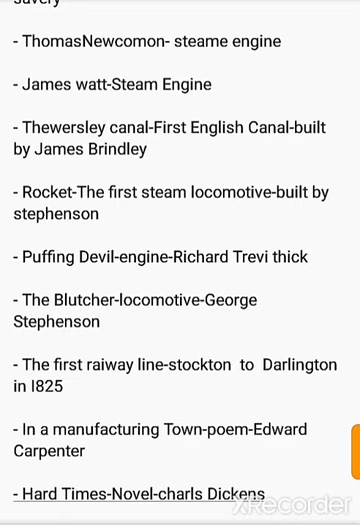 savery
- ThomasNewcomon- steame engine
- James watt-Steam Engine
- Thewersley canal-First English Canal-built
by James Brindley
- Rocket-The first steam locomotive-built by
stephenson
- Puffing Devil-engine-Richard Trevi thick
- The Blutcher-locomotive-George
Stephenson
- The first raiway line-stockton to Darlington
in I825
- In a manufacturing Town-poem-Edward
Carpenter
- Hard Times-Novel-charls Dickens
XRecorder